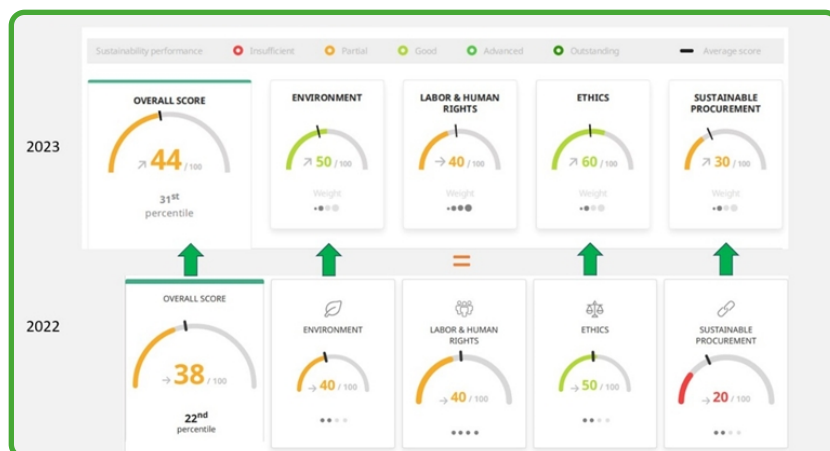 Sustainability performance Insufficient Partial Good Advanced Outstanding Average score
2023
OVERALL SCORE
44 / 100
31st
percentile
ENVIRONMENT
50 / 100
Weight
LABOR & HUMAN
RIGHTS
40 / 100
Weight
ETHICS
60 / 100
Weight
SUSTAINABLE
PROCUREMENT
30 / 100
Weight
=
2022
OVERALL SCORE
38 / 100
22nd
percentile
ENVIRONMENT
40 / 100
LABOR & HUMAN
RIGHTS
40 / 100
ETHICS
50 / 100
SUSTAINABLE
PROCUREMENT
20 / 100